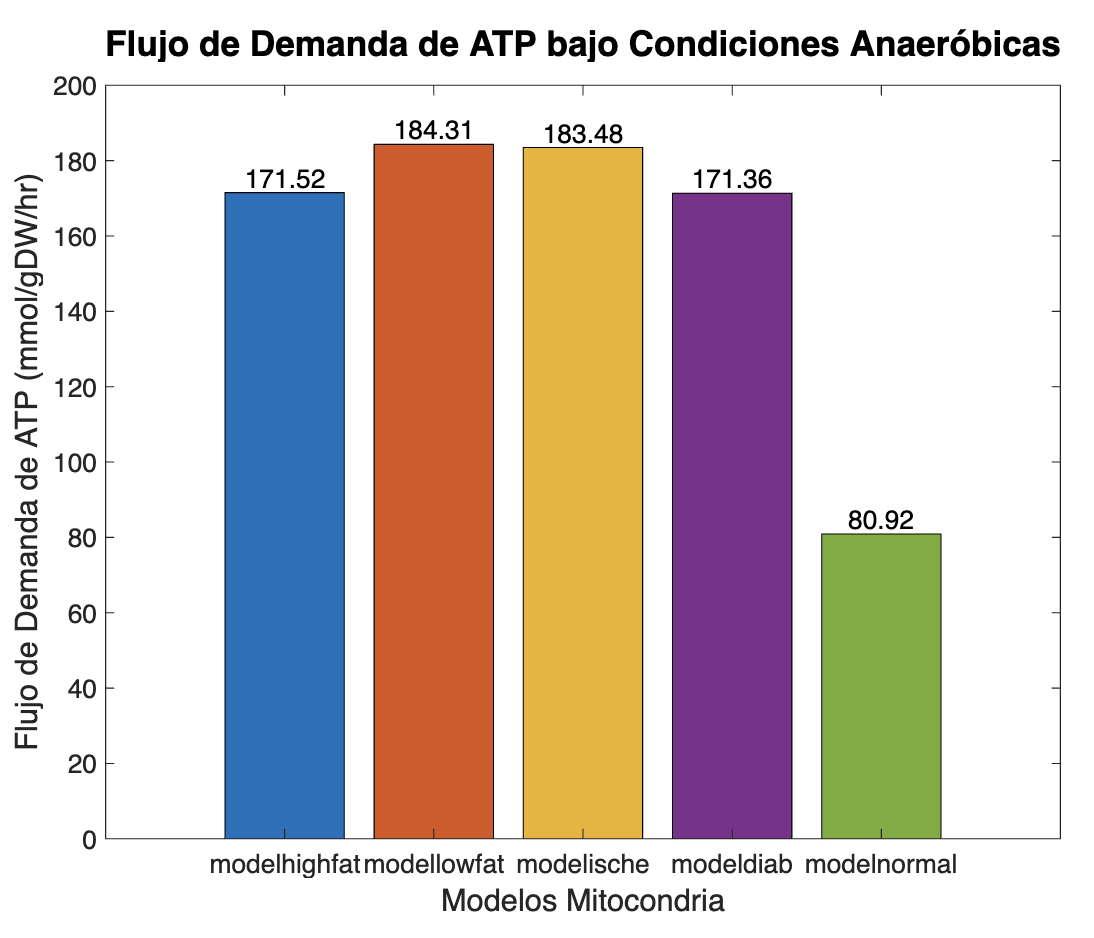 Flujo de Demanda de ATP bajo Condiciones Anaeróbicas
Flujo de Demanda de ATP (mmol/gDW/hr)
200
180
160
140
120
100
80
60
40
20
0
171.52
184.31
183.48
171.36
80.92
modelhighfat
modellowfat
modelische
modeldiab
modelnormal
Modelos Mitocondria